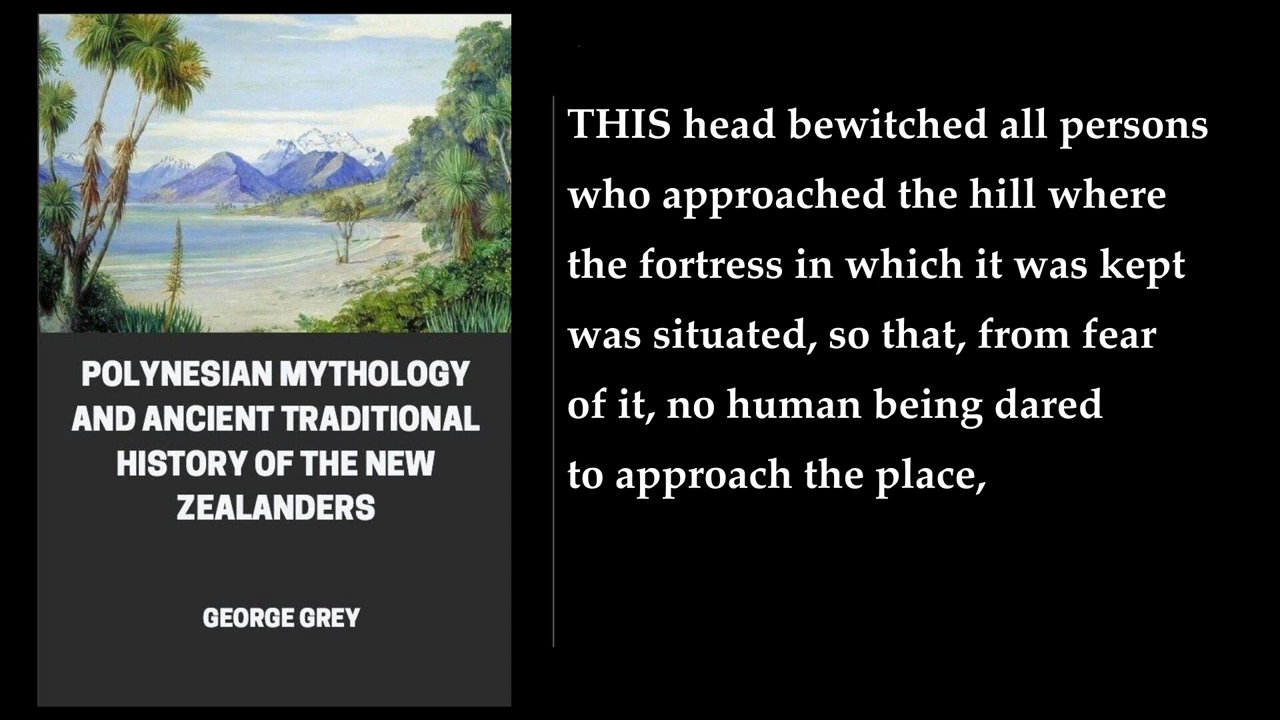 POLYNESIAN MYTHOLOGY
AND ANCIENT TRADITIONAL
HISTORY OF THE NEW
ZEALANDERS
GEORGE GREY
THIS head bewitched all persons
who approached the hill where
the fortress in which it was kept
was situated, so that, from fear
of it, no human being dared
to approach the place,